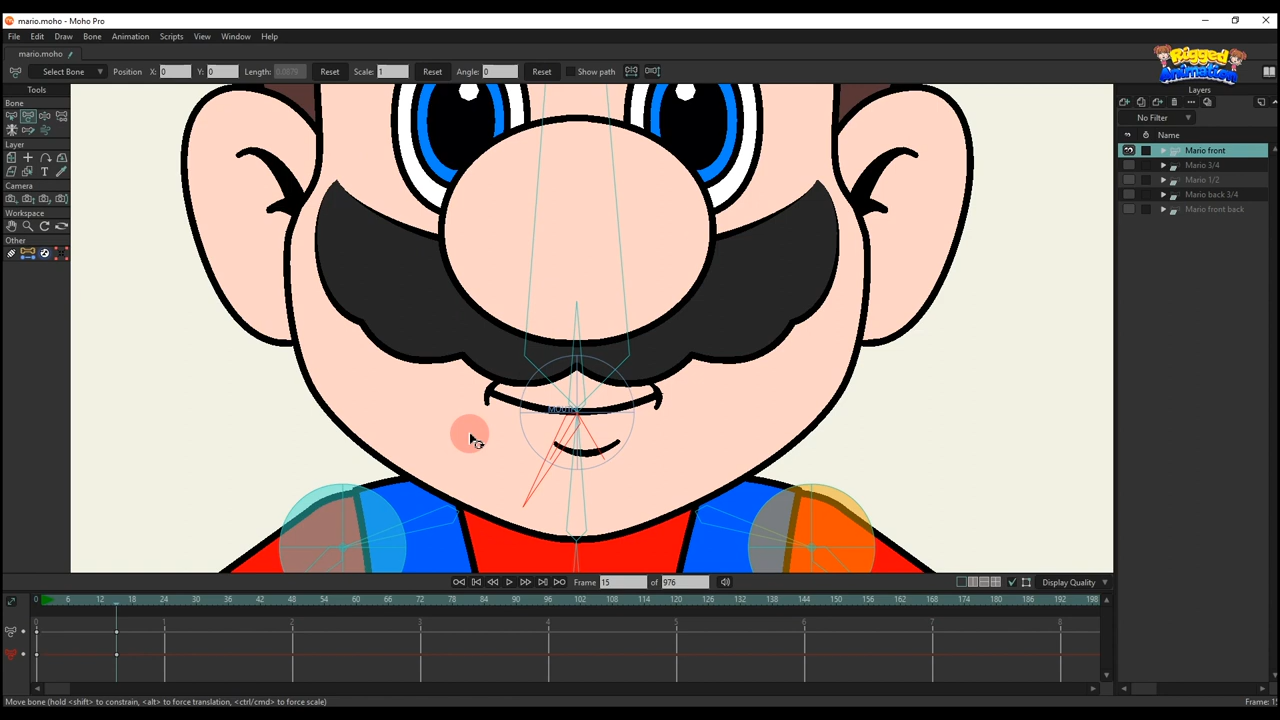 mario.moho - Moho Pro
File Edit Draw Bone Animation Scripts View Window Help
mario.moho
Select Bone Position X: 0 Y: 0 Length: 0.0879 Reset Scale: 1 Reset Angle: 0 Reset Show path
Rigged
Animation
Tools
Bone
Layer
Camera
Workspace
Other
Layers
No Filter
Name
Mario front
Mario 3/4
Mario 1/2
Mario back 3/4
Mario front back
Frame 15 of 976 Display Quality
0 6 12 18 24 30 36 42 48 54 60 66 72 78 84 90 96 102 108 114 120 126 132 138 144 150 156 162 168 174 180 186 192 198
0 1 2 3 4 5 6 7 8
Move bone (hold <shift> to constrain, <alt> to force translation, <ctrl/cmd> to force scale)